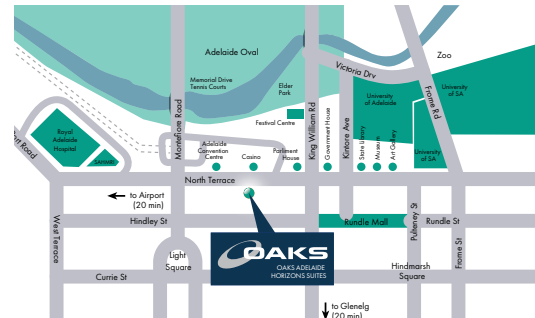 Adelaide Oval
Zoo
Victoria Drv
Memorial Drive
Tennis Courts
Elder
Park
University
of SA
University
of Adelaide
Frome Rd
Montefiore Road
King William Rd
Kintore Ave
Festival Centre
Government House
State Library
Museum
Art Gallery
University
of SA
Royal
Adelaide
Hospital
SAHMRI
Road
Adelaide
Convention
Centre
Casino
Parliment
House
North Terrace
to Airport
(20 min)
West Terrace
Hindley St
Rundle Mall
Pulteney St
Rundle St
Frome St
OAKS
OAKS ADELAIDE
HORIZONS SUITES
Light
Square
Currie St
Hindmarsh
Square
to Glenelg
(20 min)